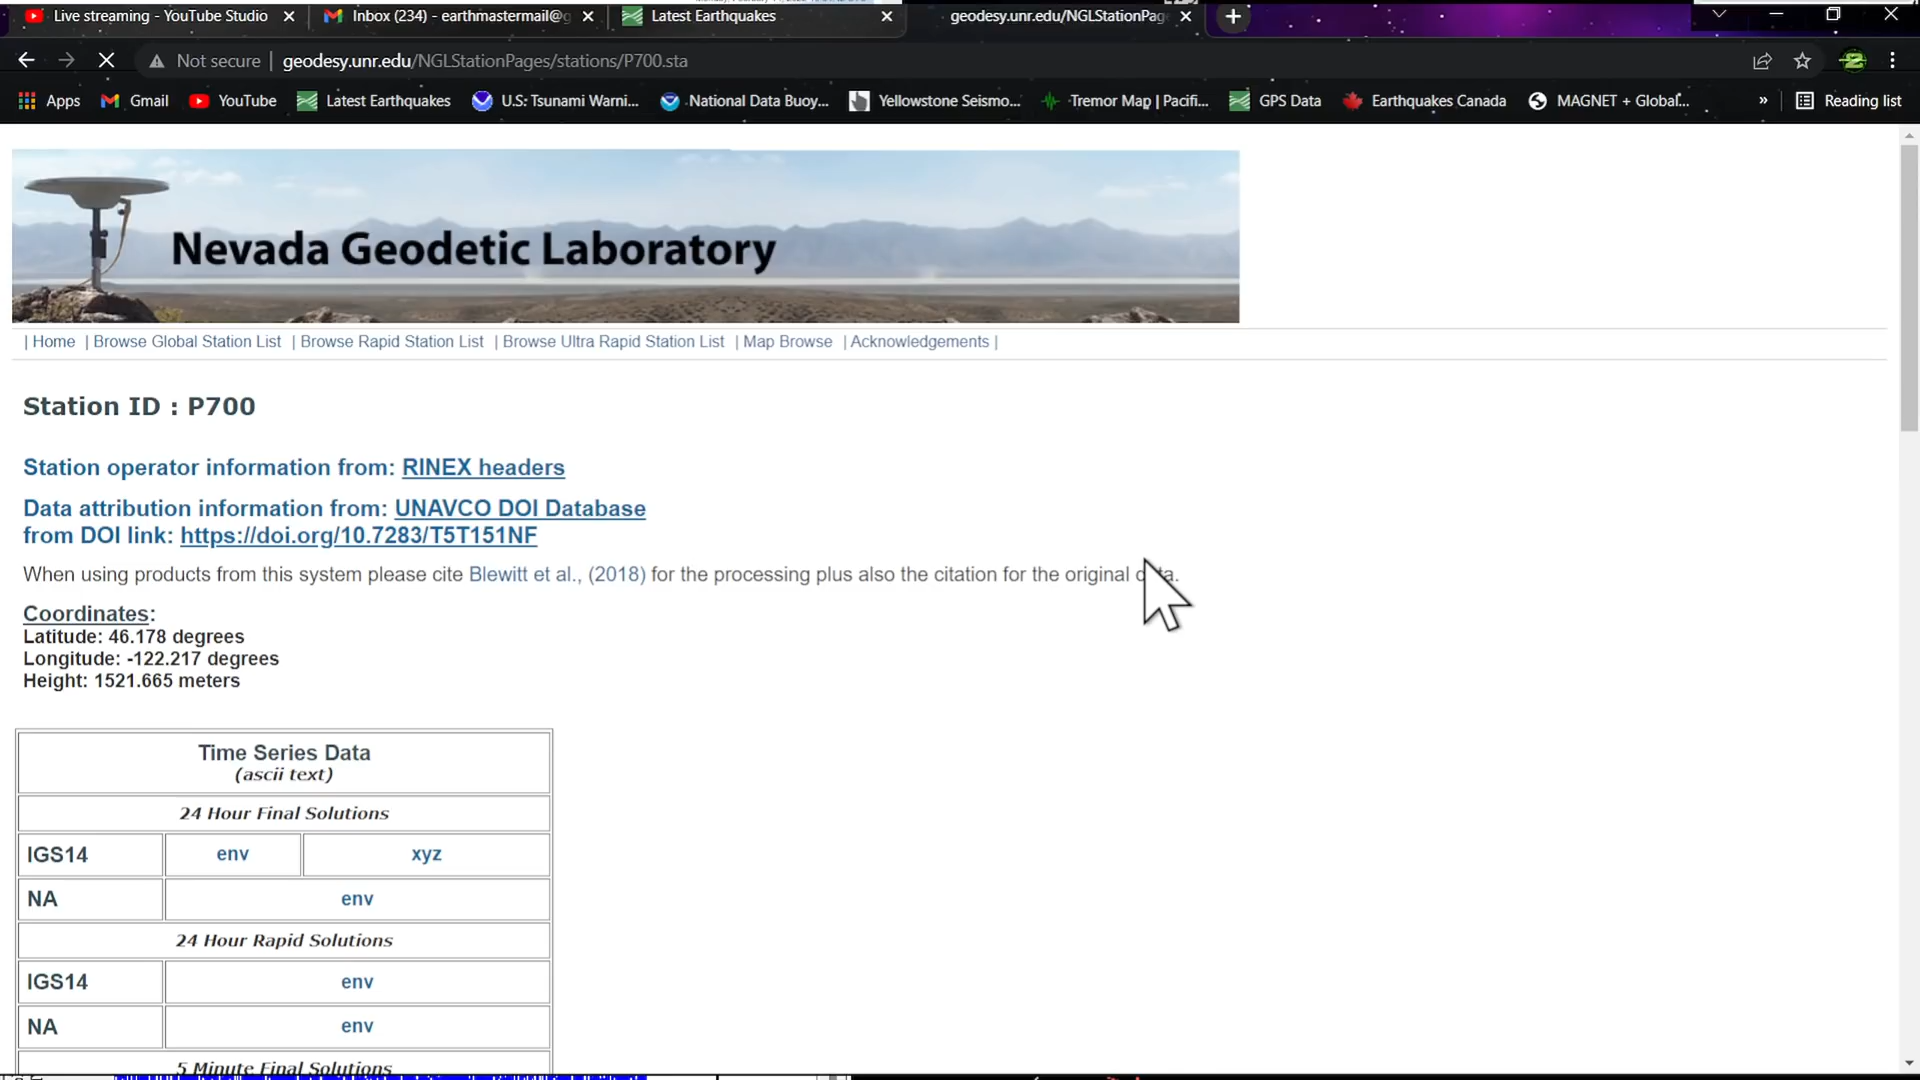 Live streaming - YouTube Studio
Inbox (234) - earthmastermail@g
Latest Earthquakes
geodesy.unr.edu/NGLStationPag
Not secure
geodesy.unr.edu/NGLStationPages/stations/P700.sta
Apps
Gmail
YouTube
Latest Earthquakes
U.S. Tsunami Warni...
National Data Buoy...
Yellowstone Seismo...
Tremor Map | Pacifi...
GPS Data
Earthquakes Canada
MAGNET + Global...
»
Reading list
Nevada Geodetic Laboratory
| Home | Browse Global Station List | Browse Rapid Station List | Browse Ultra Rapid Station List | Map Browse | Acknowledgements |
Station ID : P700
Station operator information from: RINEX headers
Data attribution information from: UNAVCO DOI Database
from DOI link: https://doi.org/10.7283/T5T151NF
When using products from this system please cite Blewitt et al., (2018) for the processing plus also the citation for the original
Coordinates:
Latitude: 46.178 degrees
Longitude: -122.217 degrees
Height: 1521.665 meters
Time Series Data
(ascii text)
24 Hour Final Solutions
IGS14 env xyz
NA env
24 Hour Rapid Solutions
IGS14 env
NA env
5 Minute Final Solutions